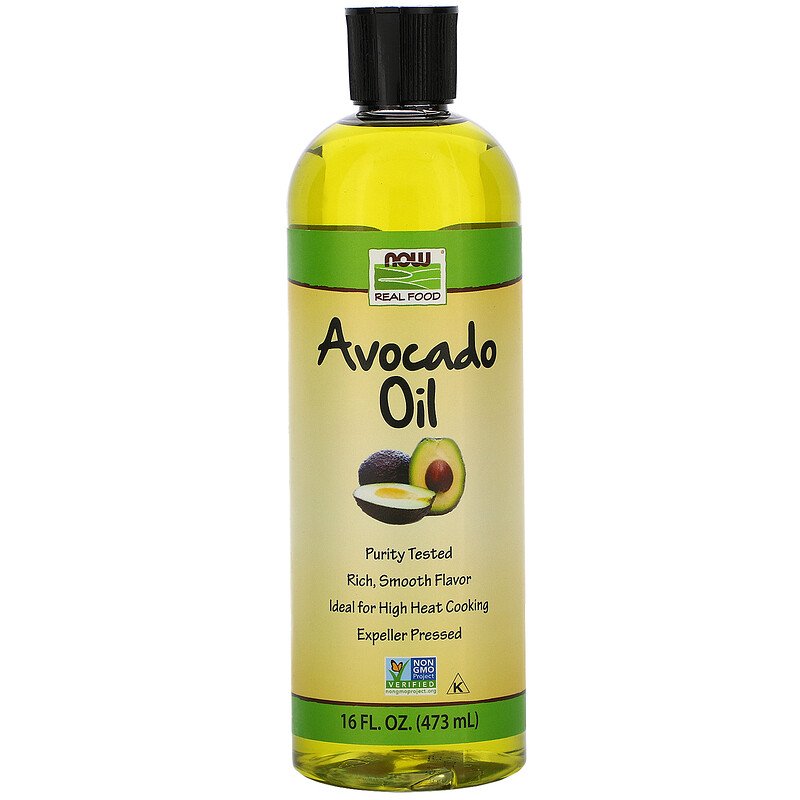 NOW®
REAL FOOD
Avocado
Oil
Purity Tested
Rich, Smooth Flavor
Ideal for High Heat Cooking
Expeller Pressed
NON
GMO
Project
VERIFIED
nongmoproject.org
K
16 FL. OZ. (473 mL)